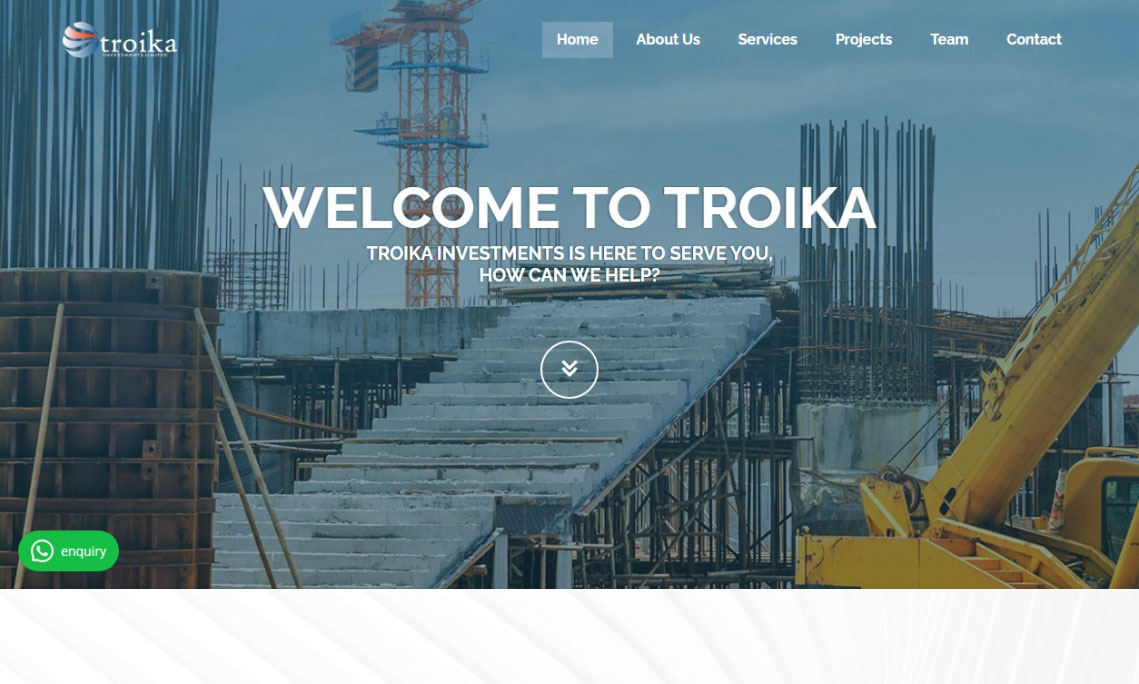 troika
INVESTMENTS LIMITED
Home
About Us
Services
Projects
Team
Contact
WELCOME TO TROIKA
TROIKA INVESTMENTS IS HERE TO SERVE YOU,
HOW CAN WE HELP?
enquiry